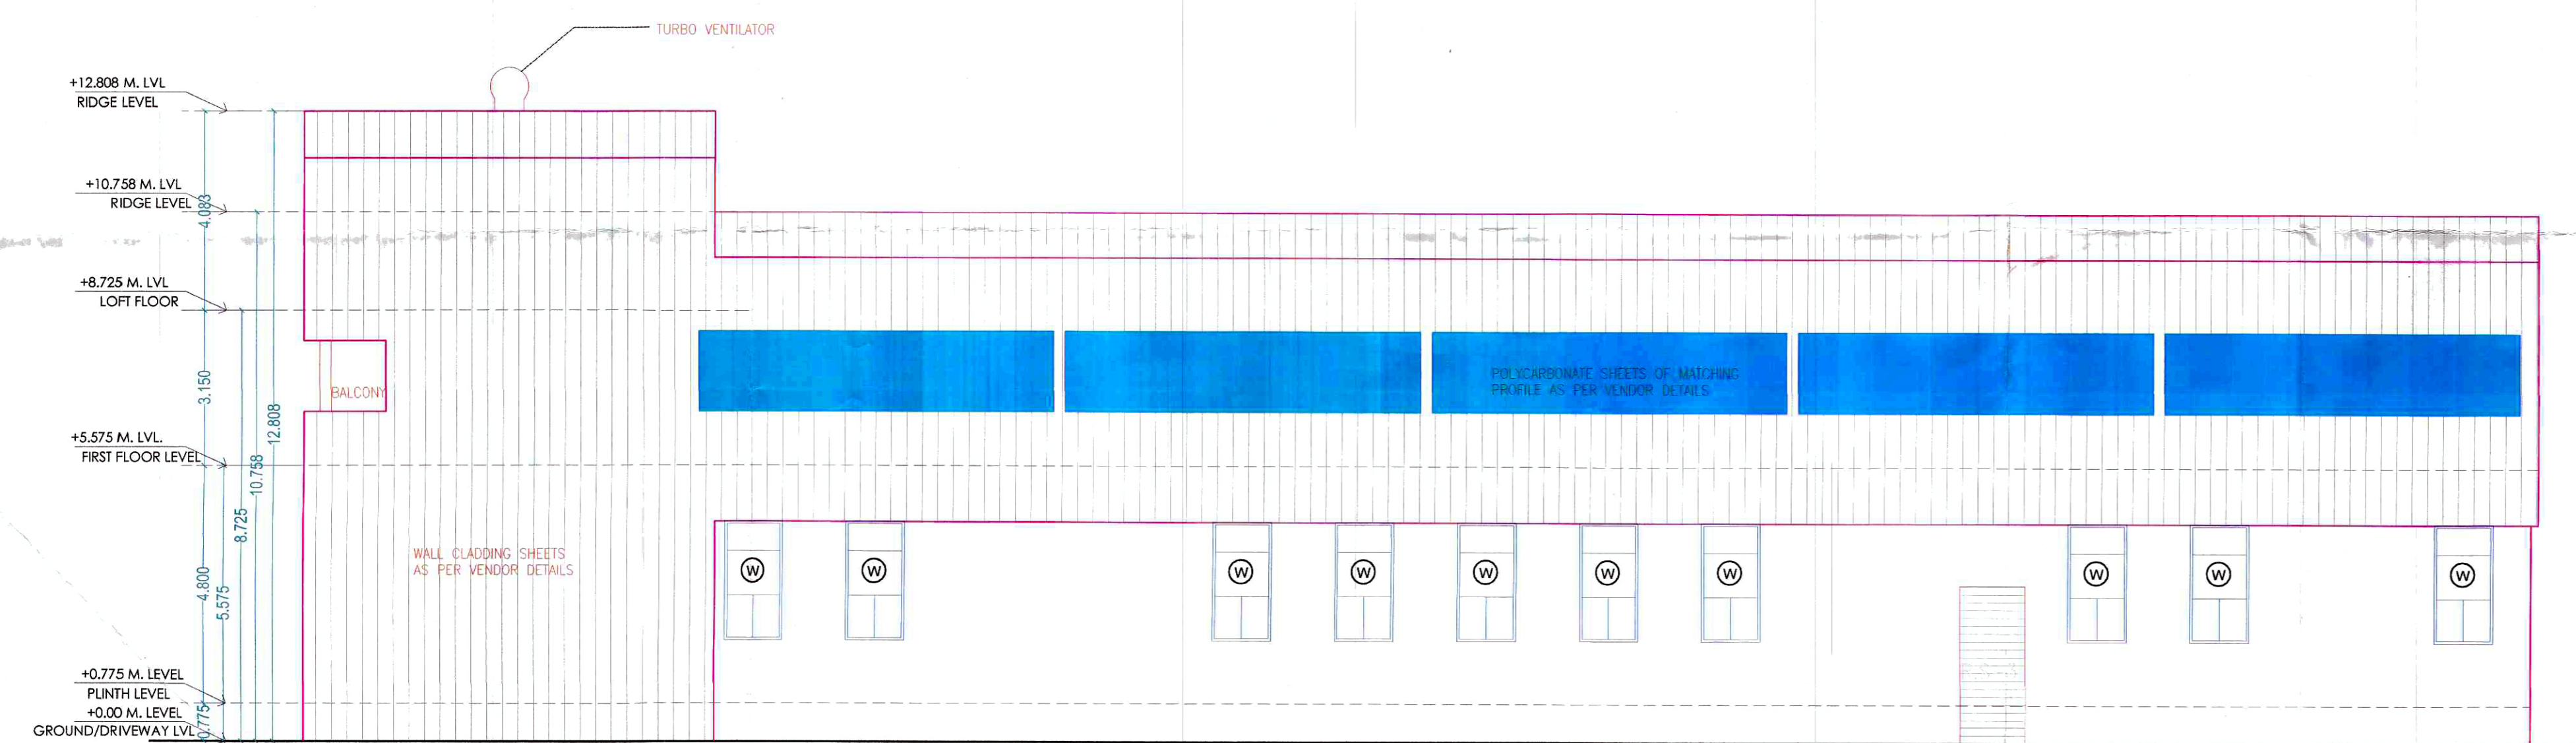 TURBO VENTILATOR
+12.808 M. LVL
RIDGE LEVEL
+10.758 M. LVL
RIDGE LEVEL
4.083
+8.725 M. LVL
LOFT FLOOR
3.150
BALCONY
POLYCARBONATE SHEETS OF MATCHING
PROFILE AS PER VENDOR DETAILS
12.808
+5.575 M. LVL.
FIRST FLOOR LEVEL
10.758
8.725
WALL CLADDING SHEETS
AS PER VENDOR DETAILS
4.800
5.575
W W W W W W W W W W
+0.775 M. LEVEL
PLINTH LEVEL
+0.00 M. LEVEL
0.775
GROUND/DRIVEWAY LVL